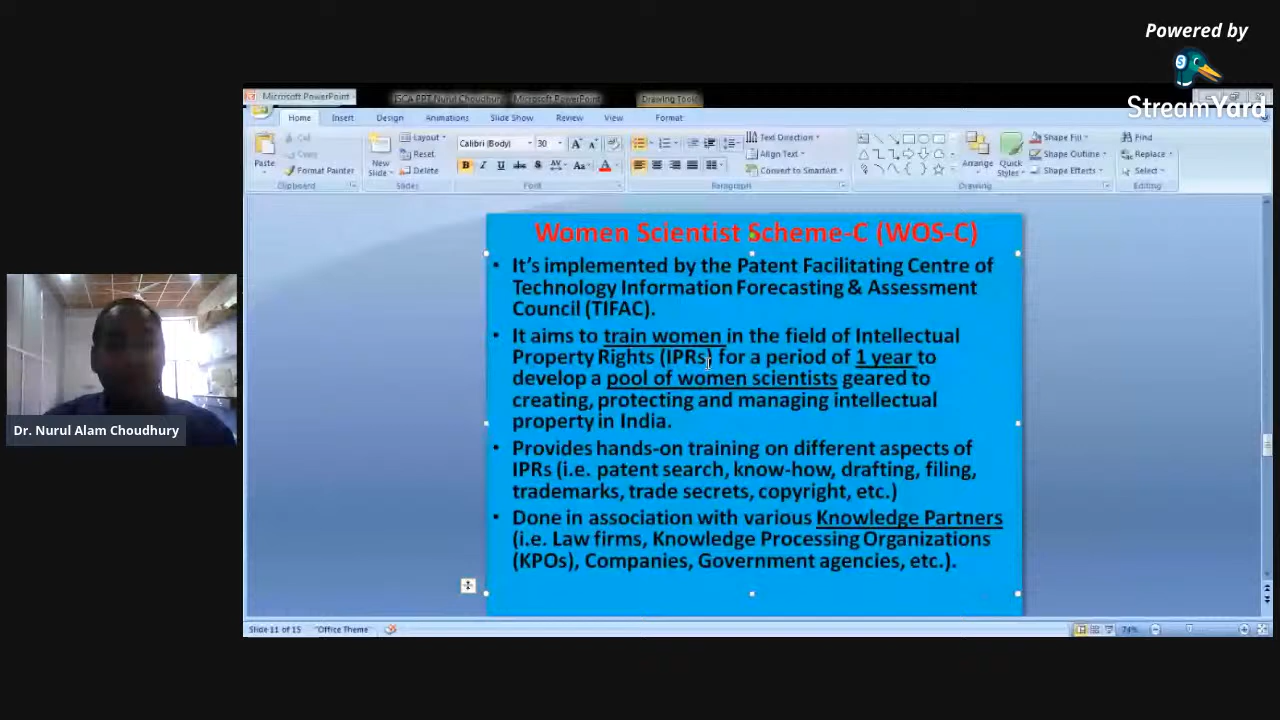 Powered by
StreamYard
Microsoft PowerPoint
ISCA PPT Nurul Choudhury
Microsoft PowerPoint
Drawing Tools
Home Insert Design Animations Slide Show Review View Format
Paste
Cut
Copy
Format Painter
Clipboard
New Slide
Layout
Reset
Delete
Slides
Calibri (Body) 30
Font
Text Direction
Align Text
Convert to SmartArt
Paragraph
Arrange
Quick Styles
Shape Fill
Shape Outline
Shape Effects
Drawing
Find
Replace
Select
Editing
Women Scientist Scheme-C (WOS-C)
• It's implemented by the Patent Facilitating Centre of
Technology Information Forecasting & Assessment
Council (TIFAC).
• It aims to train women in the field of Intellectual
Property Rights (IPRs) for a period of 1 year to
develop a pool of women scientists geared to
creating, protecting and managing intellectual
property in India.
• Provides hands-on training on different aspects of
IPRs (i.e. patent search, know-how, drafting, filing,
trademarks, trade secrets, copyright, etc.)
• Done in association with various Knowledge Partners
(i.e. Law firms, Knowledge Processing Organizations
(KPOs), Companies, Government agencies, etc.).
Dr. Nurul Alam Choudhury
Slide 11 of 15 "Office Theme" 74%